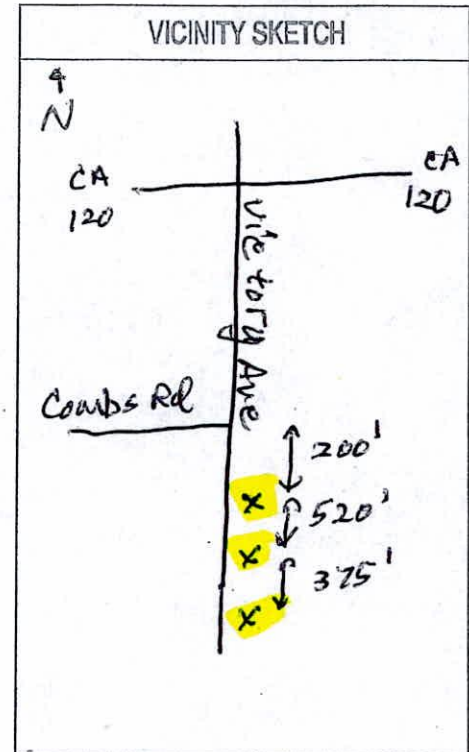 VICINITY SKETCH
N
CA
120
CA
120
Victory Ave
Combs Rd
200'
x
520'
x
375'
x